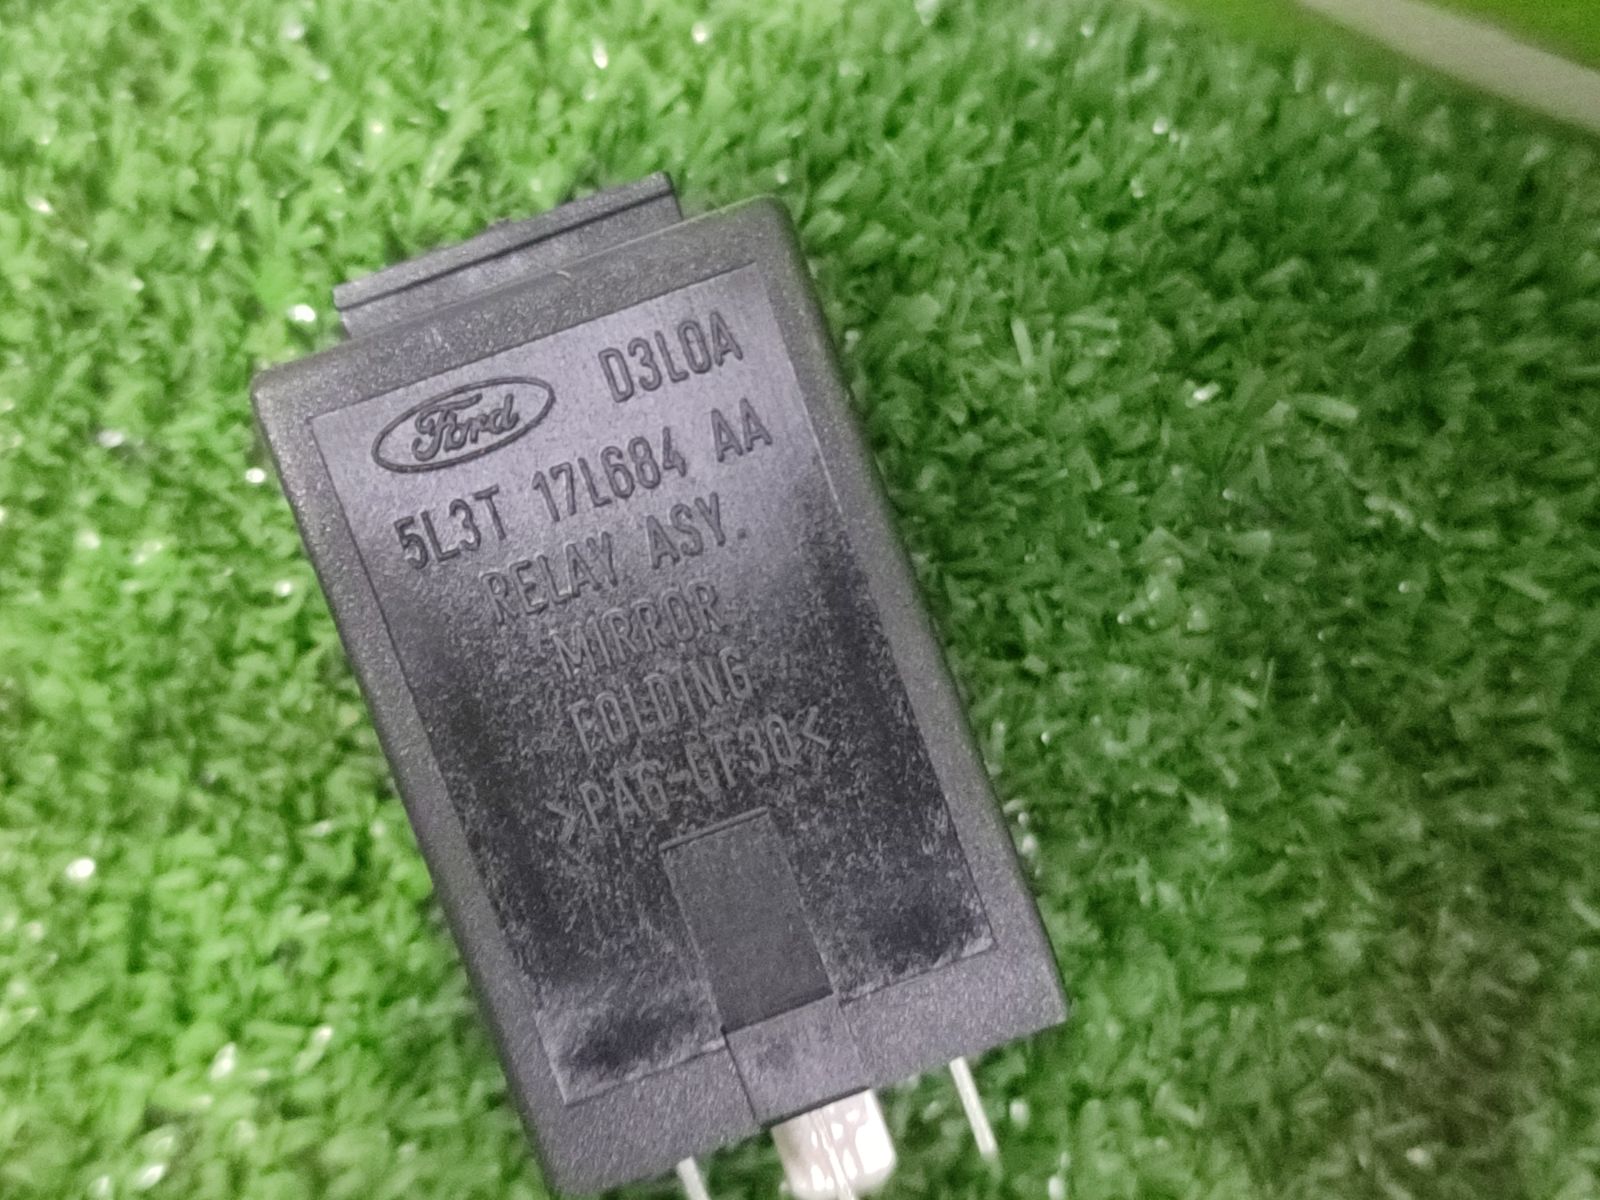 Ford D3L0A
5L3T 17L684 AA
RELAY ASY.
MIRROR
FOLDING
>PA6-GF30<